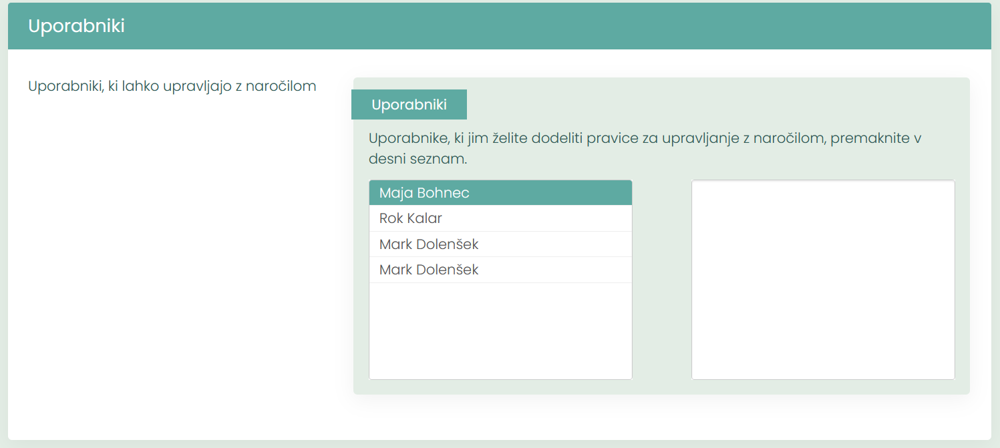 Uporabniki
Uporabniki, ki lahko upravljajo z naročilom
Uporabniki
Uporabnike, ki jim želite dodeliti pravice za upravljanje z naročilom, premaknite v
desni seznam.
Maja Bohnec
Rok Kalar
Mark Dolenšek
Mark Dolenšek